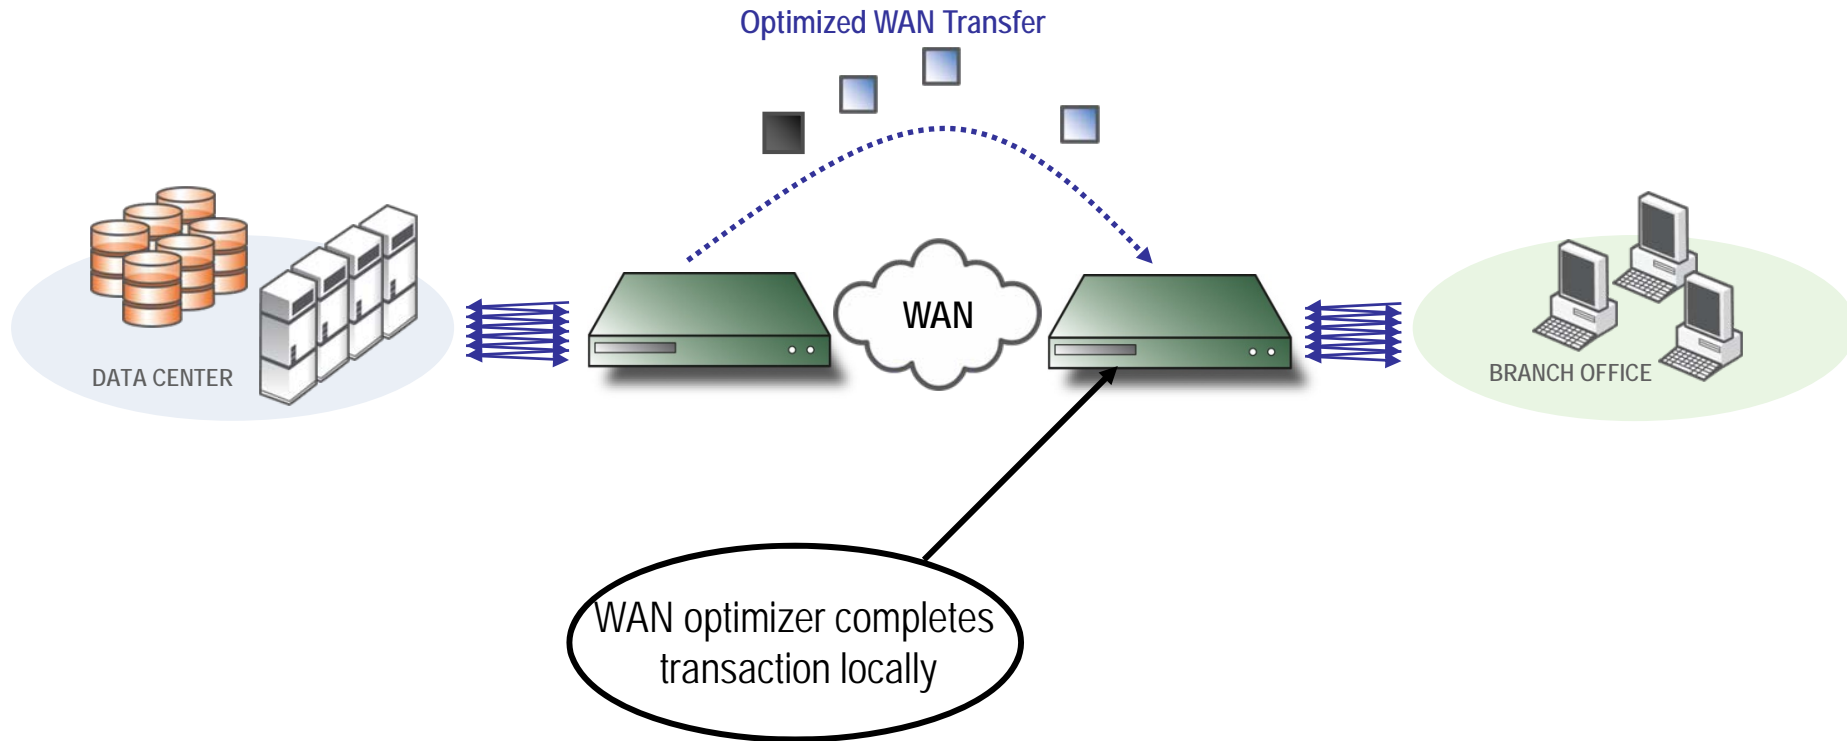 Optimized WAN Transfer
WAN
DATA CENTER
BRANCH OFFICE
WAN optimizer completes
transaction locally